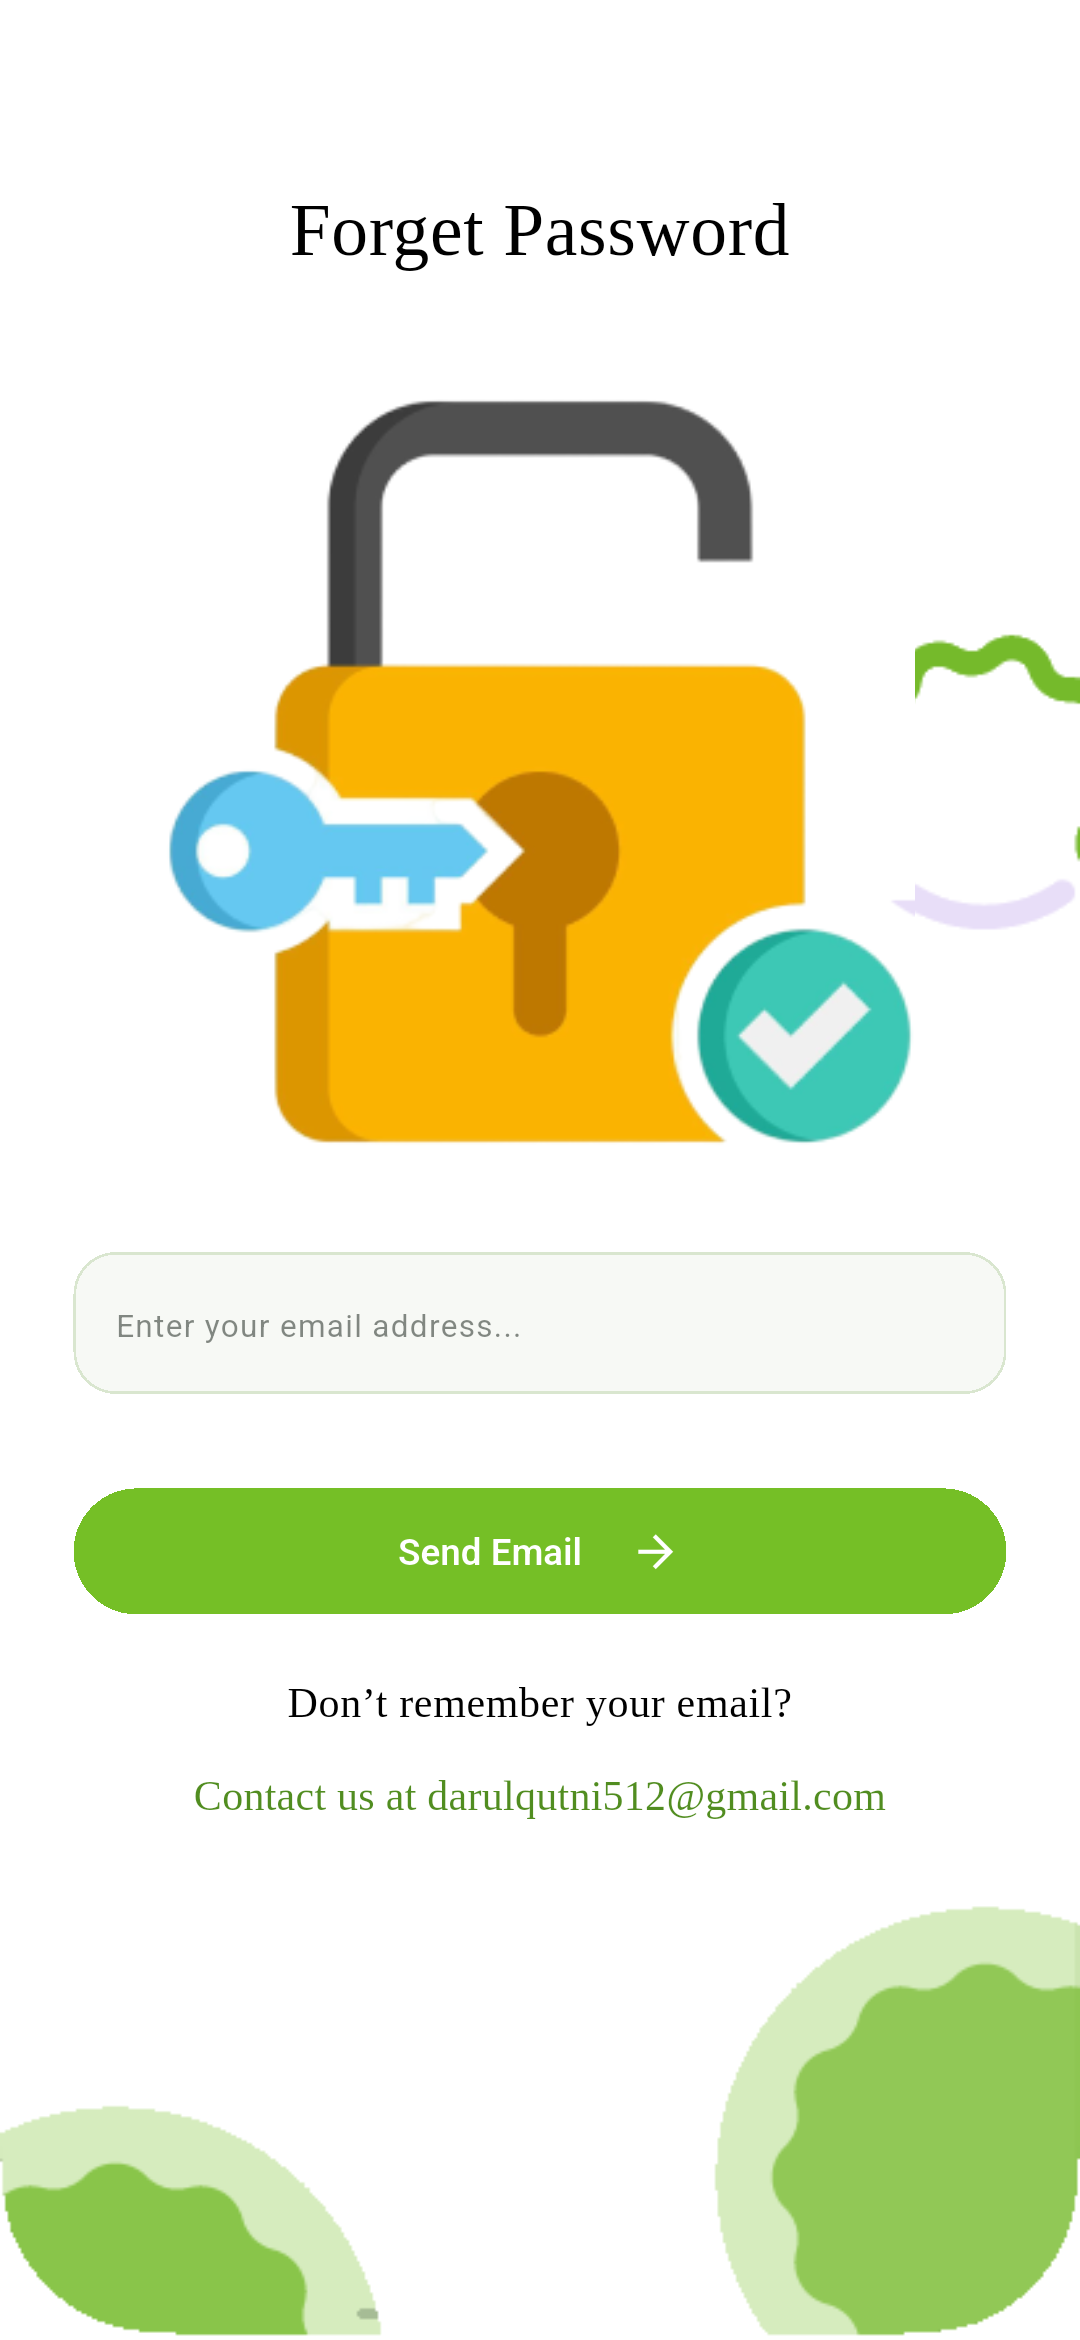 Forget Password
Enter your email address...
Send Email
Don’t remember your email?
Contact us at darulqutni512@gmail.com